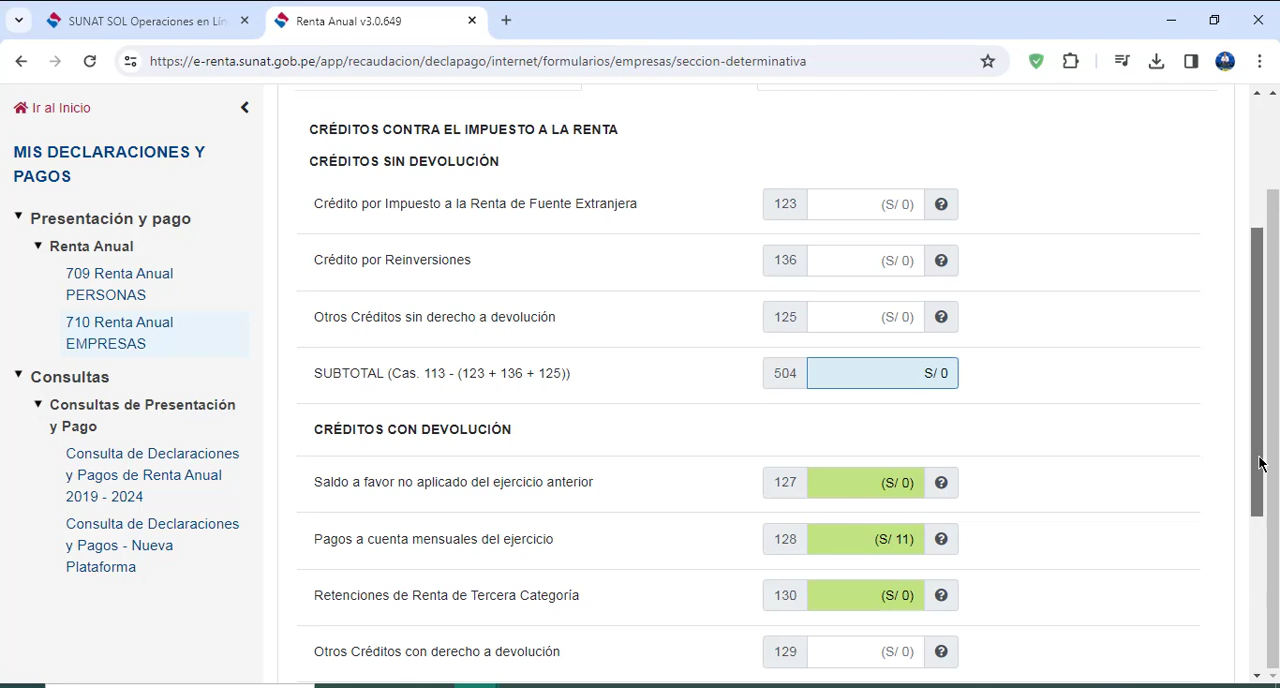 SUNAT SOL Operaciones en Lín
Renta Anual v3.0.649
https://e-renta.sunat.gob.pe/app/recaudacion/declapago/internet/formularios/empresas/seccion-determinativa
Ir al Inicio
MIS DECLARACIONES Y
PAGOS
Presentación y pago
Renta Anual
709 Renta Anual
PERSONAS
710 Renta Anual
EMPRESAS
Consultas
Consultas de Presentación
y Pago
Consulta de Declaraciones
y Pagos de Renta Anual
2019 - 2024
Consulta de Declaraciones
y Pagos - Nueva
Plataforma
CRÉDITOS CONTRA EL IMPUESTO A LA RENTA
CRÉDITOS SIN DEVOLUCIÓN
Crédito por Impuesto a la Renta de Fuente Extranjera 123 (S/ 0)
Crédito por Reinversiones 136 (S/ 0)
Otros Créditos sin derecho a devolución 125 (S/ 0)
SUBTOTAL (Cas. 113 - (123 + 136 + 125)) 504 S/ 0
CRÉDITOS CON DEVOLUCIÓN
Saldo a favor no aplicado del ejercicio anterior 127 (S/ 0)
Pagos a cuenta mensuales del ejercicio 128 (S/ 11)
Retenciones de Renta de Tercera Categoría 130 (S/ 0)
Otros Créditos con derecho a devolución 129 (S/ 0)